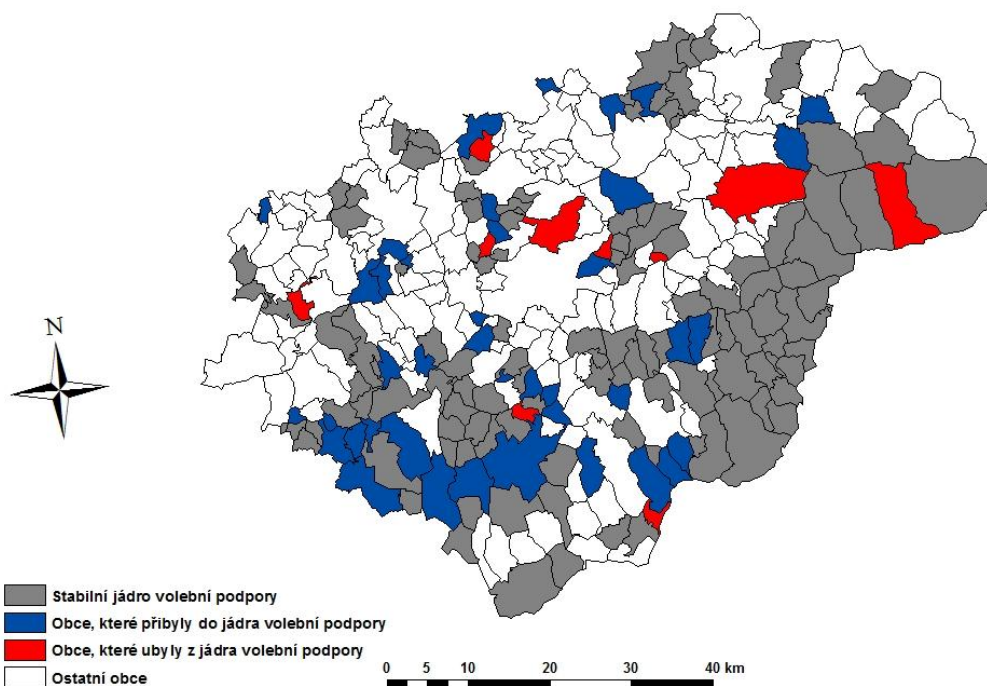 N
Stabilní jádro volební podpory
Obce, které přibyly do jádra volební podpory
Obce, které ubyly z jádra volební podpory
Ostatní obce
0 5 10 20 30 40 km